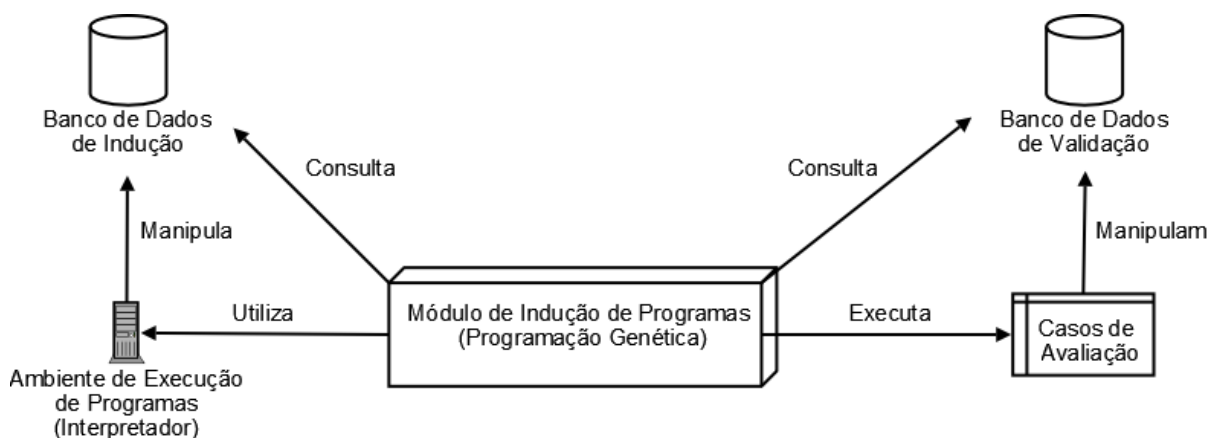 Banco de Dados
de Indução
Banco de Dados
de Validação
Consulta
Consulta
Manipula
Manipulam
Utiliza
Módulo de Indução de Programas
(Programação Genética)
Executa
Casos de
Avaliação
Ambiente de Execução
de Programas
(Interpretador)